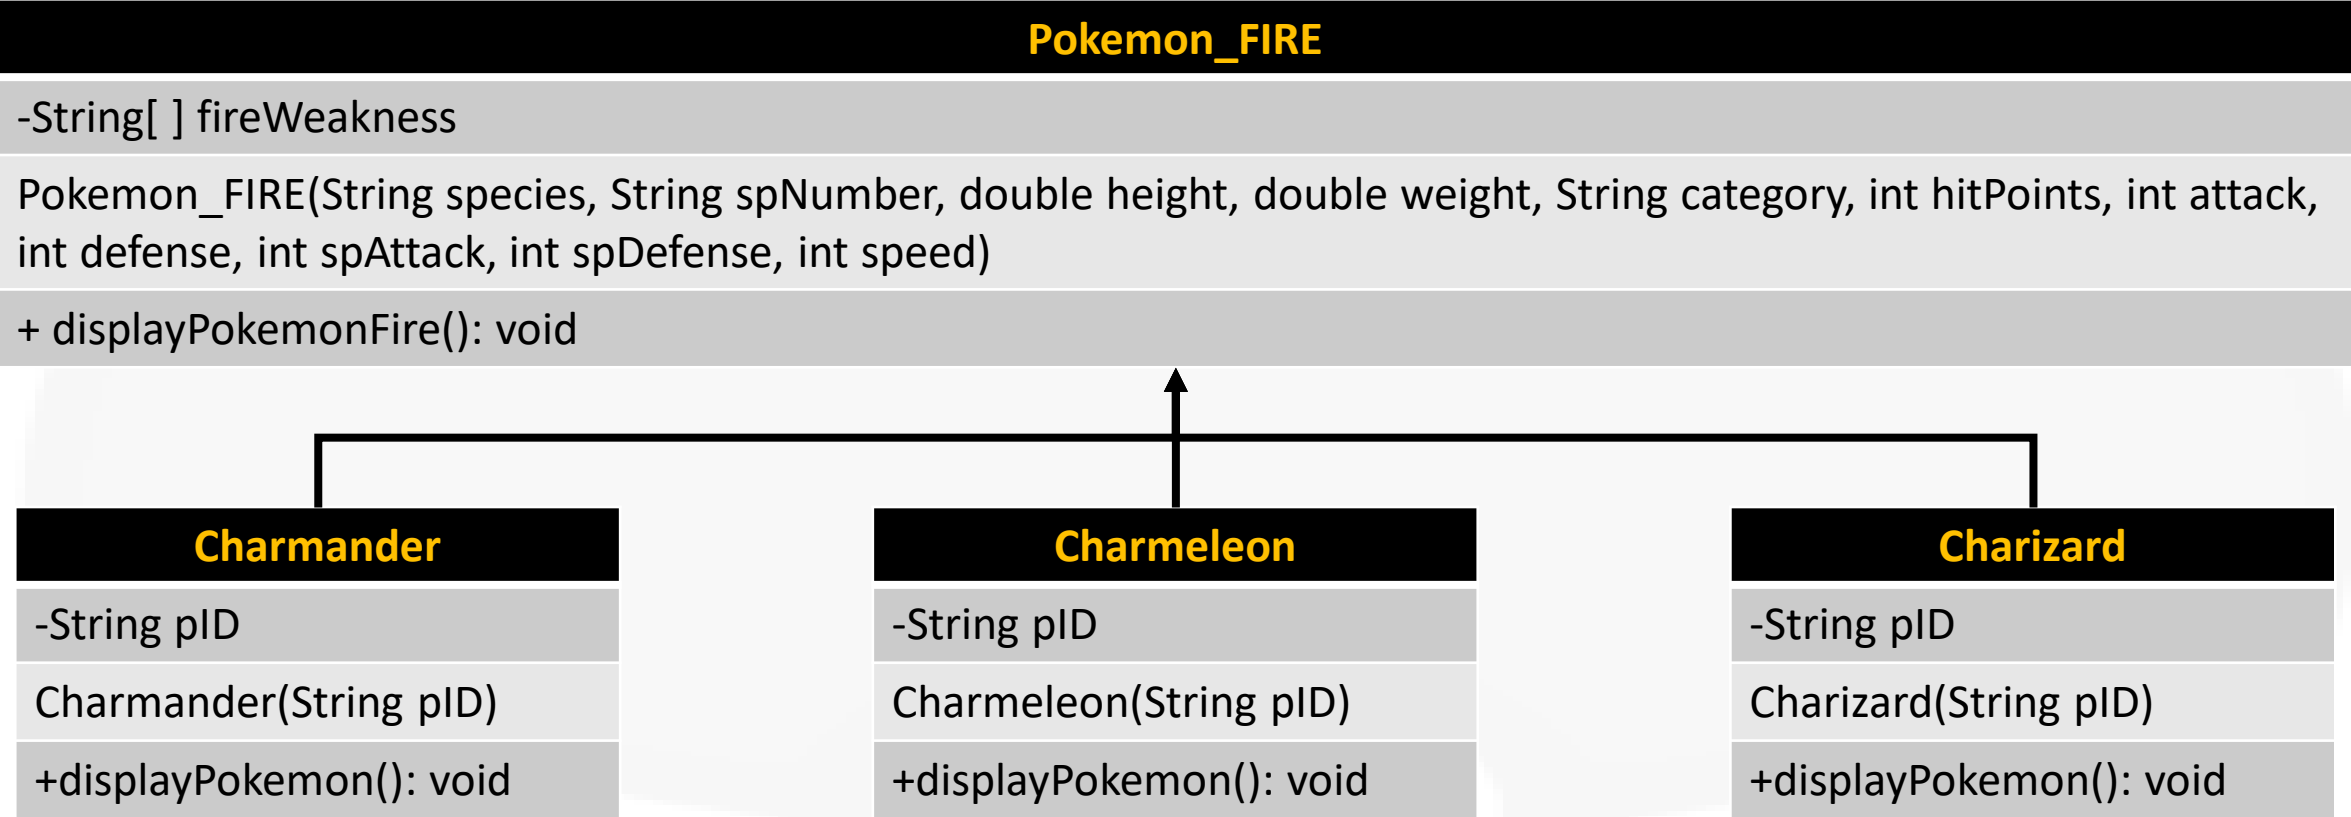 Pokemon_FIRE
-String[ ] fireWeakness
Pokemon_FIRE(String species, String spNumber, double height, double weight, String category, int hitPoints, int attack,
int defense, int spAttack, int spDefense, int speed)
+ displayPokemonFire(): void
Charmander
-String pID
Charmander(String pID)
+displayPokemon(): void
Charmeleon
-String pID
Charmeleon(String pID)
+displayPokemon(): void
Charizard
-String pID
Charizard(String pID)
+displayPokemon(): void